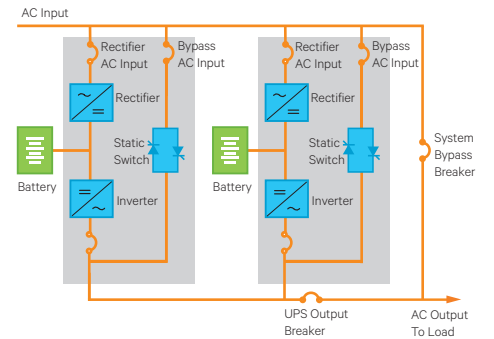 AC Input
Rectifier
AC Input
Bypass
AC Input
Rectifier
Static
Switch
Battery
Inverter
Rectifier
AC Input
Bypass
AC Input
Rectifier
Static
Switch
Battery
Inverter
System
Bypass
Breaker
UPS Output
Breaker
AC Output
To Load